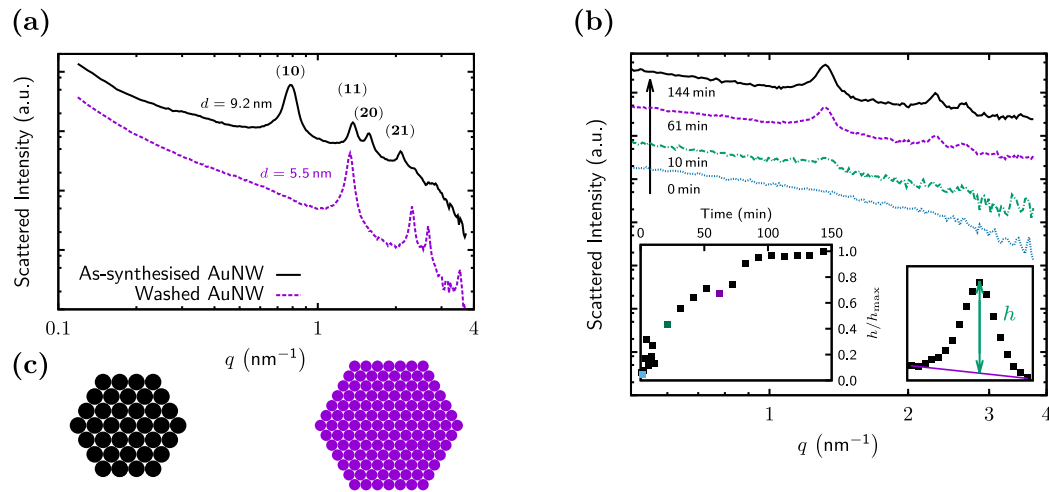 (a)
Scattered Intensity (a.u.)
(10)
(11)
(20)
(21)
d = 9.2 nm
d = 5.5 nm
As-synthesised AuNW
Washed AuNW
0.1 1 4
q (nm⁻¹)
(b)
Scattered Intensity (a.u.)
144 min
61 min
10 min
0 min
Time (min)
0 50 100 150
1.0
0.8
0.6
0.4
0.2
0.0
h/hmax
h
1 2 3 4
q (nm⁻¹)
(c)